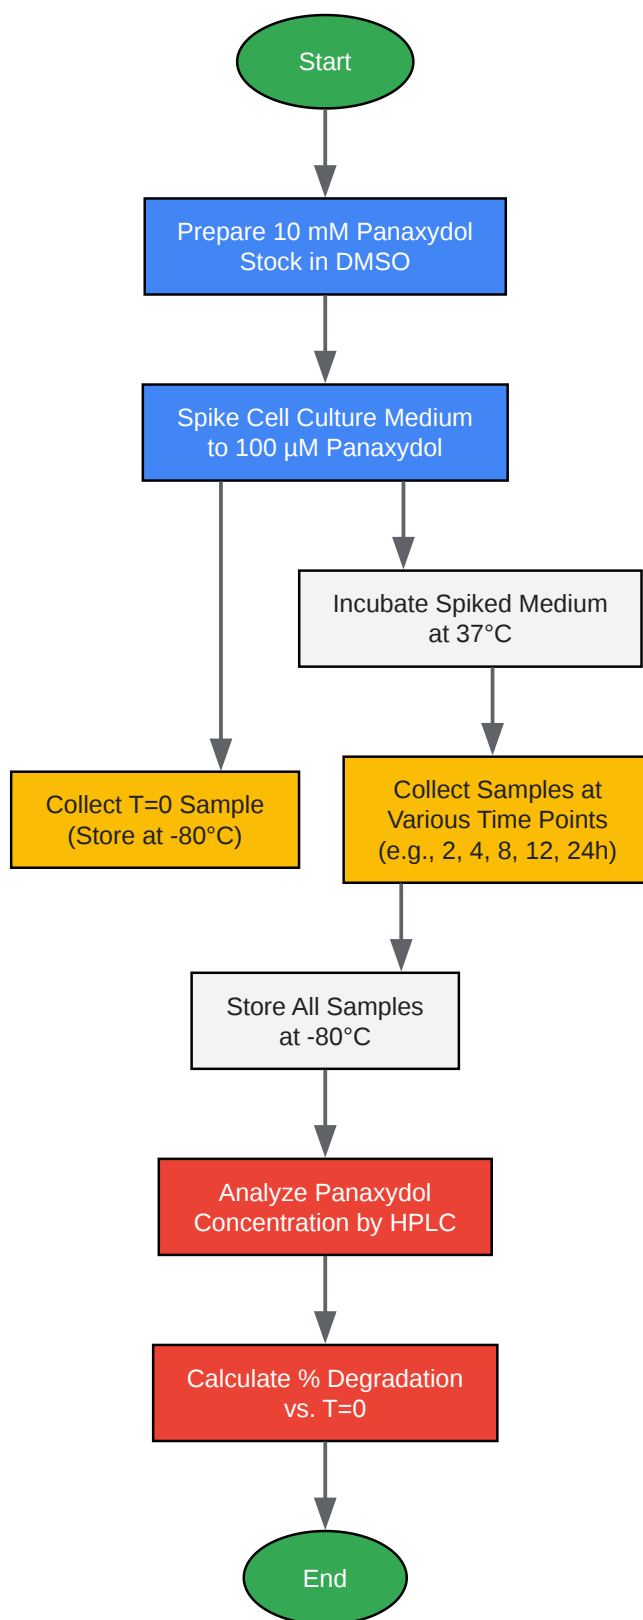 Start
Prepare 10 mM Panaxydol
Stock in DMSO
Spike Cell Culture Medium
to 100 µM Panaxydol
Incubate Spiked Medium
at 37°C
Collect T=0 Sample
(Store at -80°C)
Collect Samples at
Various Time Points
(e.g., 2, 4, 8, 12, 24h)
Store All Samples
at -80°C
Analyze Panaxydol
Concentration by HPLC
Calculate % Degradation
vs. T=0
End